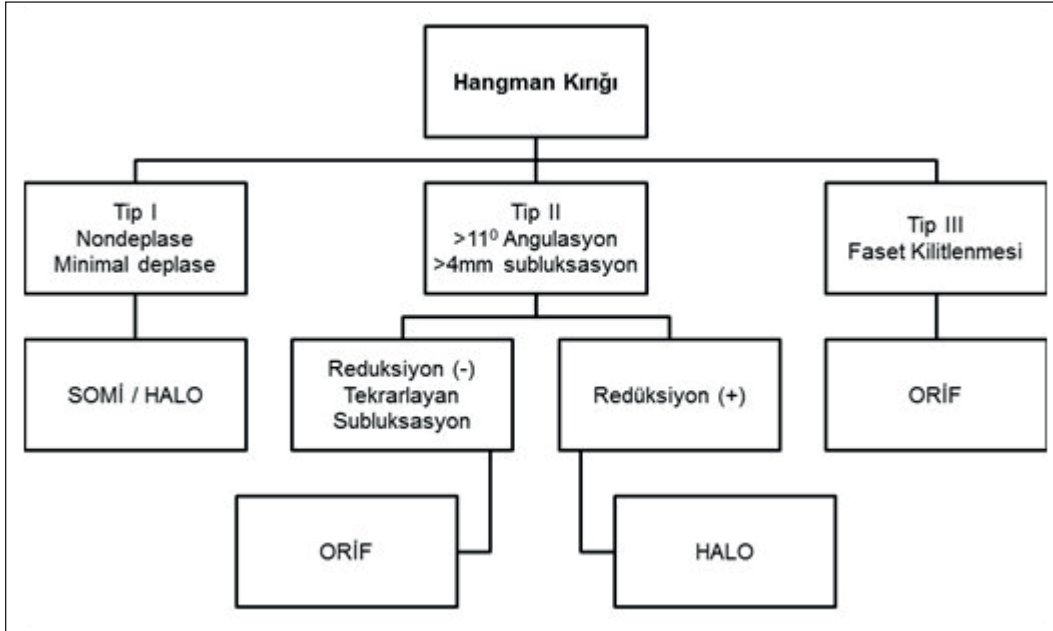 Hangman Kırığı
Tip I
Nondeplase
Minimal deplase
Tip II
>11⁰ Angulasyon
>4mm subluksasyon
Tip III
Faset Kilitlenmesi
SOMİ / HALO
Reduksiyon (-)
Tekrarlayan
Subluksasyon
Redüksiyon (+)
ORİF
ORİF
HALO